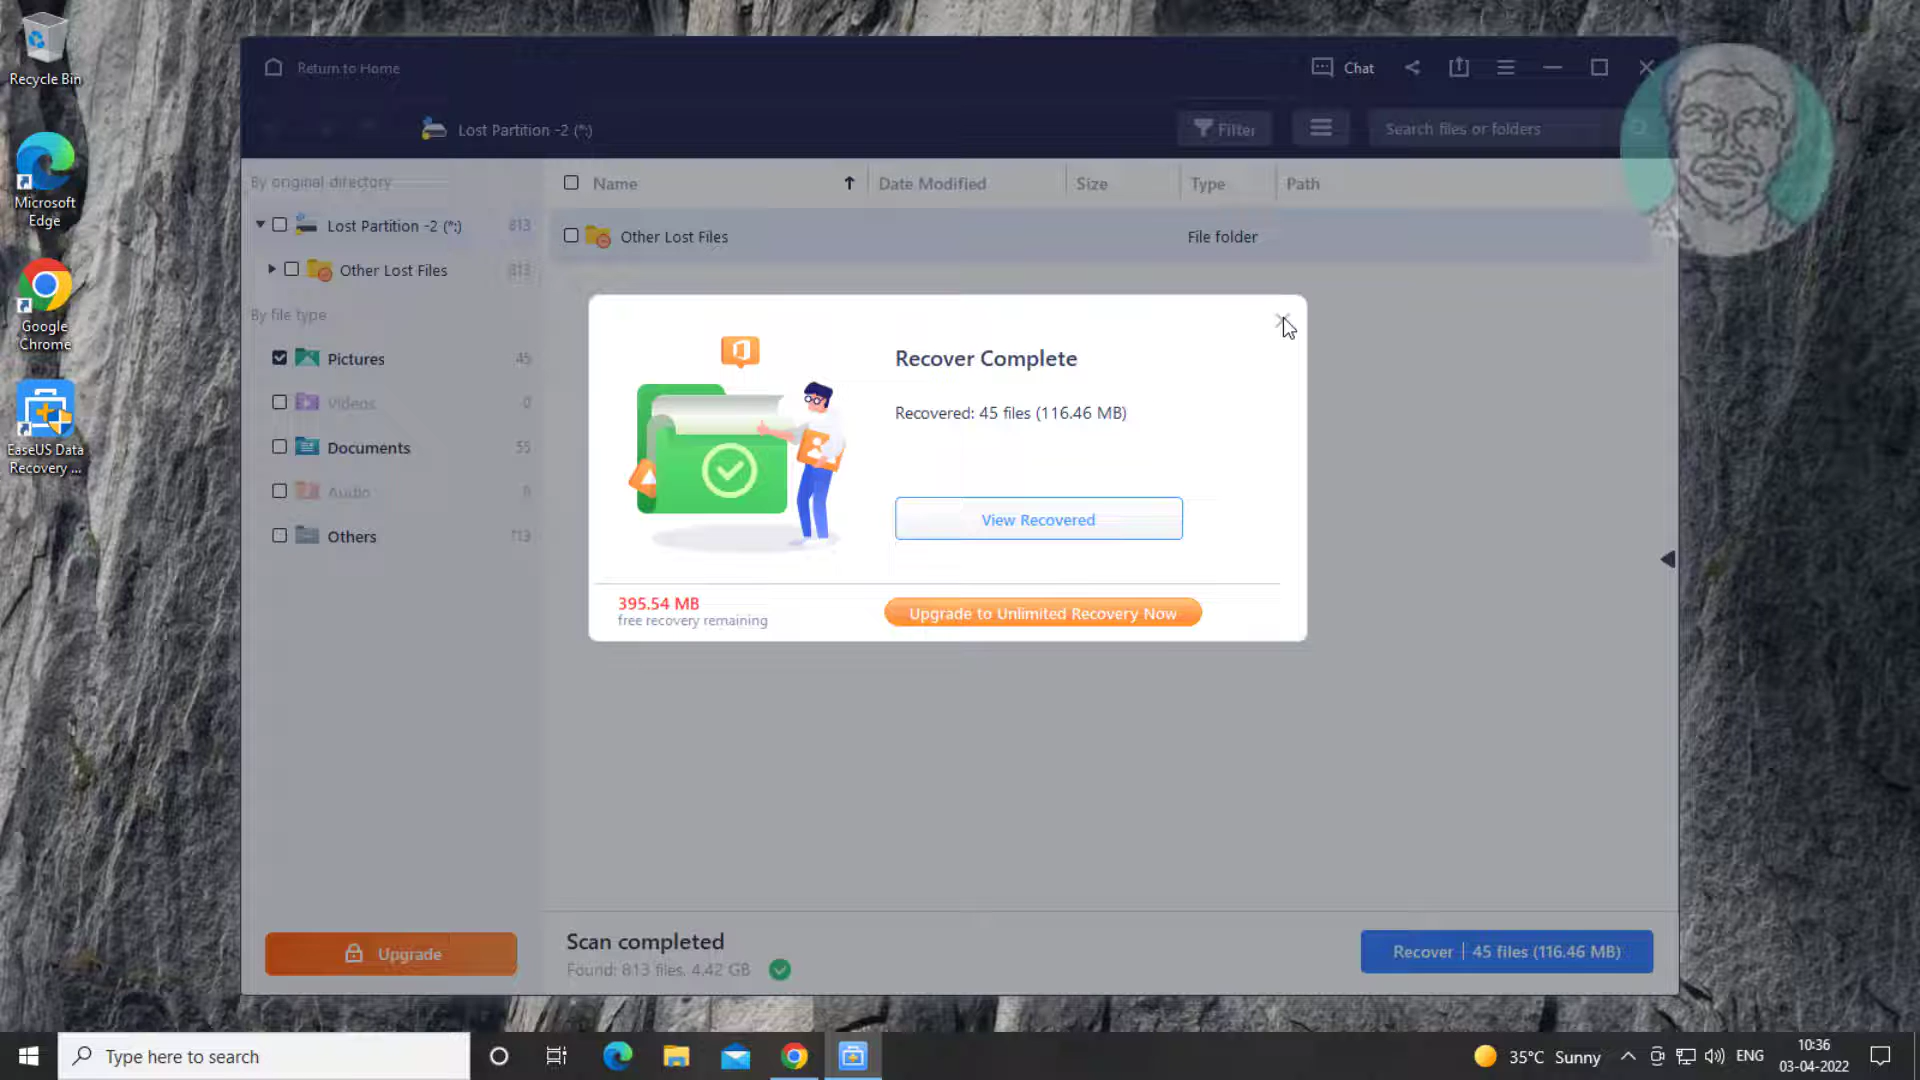 Recycle Bin
Microsoft
Edge
Google
Chrome
EaseUS Data
Recovery ...
Return to Home
Chat
Lost Partition -2 (*:)
Filter
Search files or folders
By original directory
Lost Partition -2 (*:) 813
Other Lost Files 813
By file type
Pictures 45
Videos 0
Documents 55
Audio 0
Others 713
Name Date Modified Size Type Path
Other Lost Files File folder
Recover Complete
Recovered: 45 files (116.46 MB)
View Recovered
395.54 MB
free recovery remaining
Upgrade to Unlimited Recovery Now
Upgrade
Scan completed
Found: 813 files, 4.42 GB
Recover 45 files (116.46 MB)
Type here to search
35°C Sunny
ENG
10:36
03-04-2022